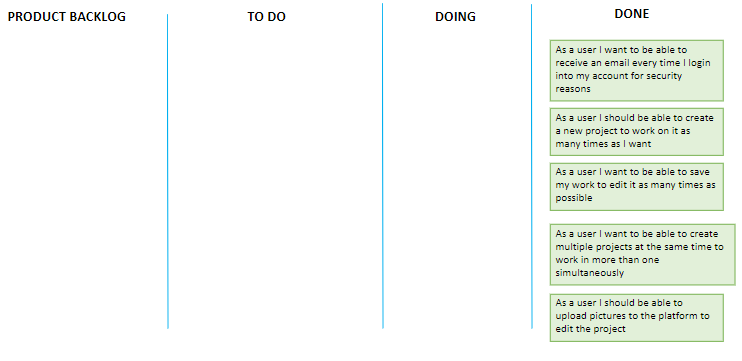 PRODUCT BACKLOG
TO DO
DOING
DONE
As a user I want to be able to
receive an email every time I login
into my account for security
reasons
As a user I should be able to create
a new project to work on it as
many times as I want
As a user I want to be able to save
my work to edit it as many times as
possible
As a user I want to be able to create
multiple projects at the same time to
work in more than one
simultaneously
As a user I should be able to
upload pictures to the platform to
edit the project